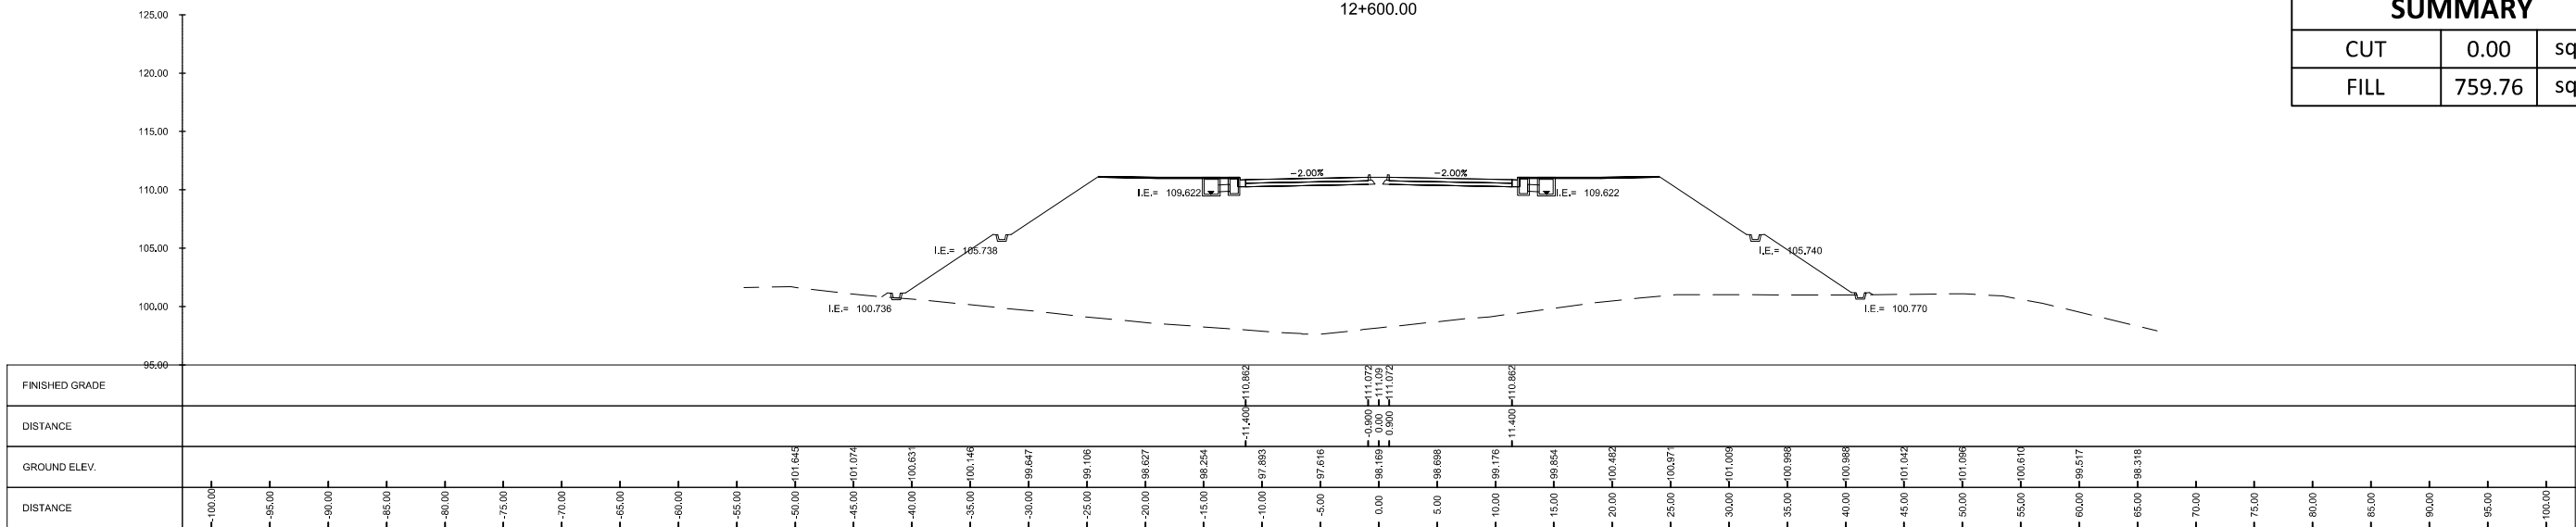 12+600.00
SUMMARY
CUT 0.00 sq
FILL 759.76 sq
125.00
120.00
115.00
110.00
105.00
100.00
95.00
-2.00% -2.00%
I.E.= 109.622 I.E.= 109.622
I.E.= 105.738 I.E.= 105.740
I.E.= 100.736 I.E.= 100.770
FINISHED GRADE 110.862 111.072 111.09 111.072 110.862
DISTANCE -11.400 -0.900 0.00 0.900 11.400
GROUND ELEV. 101.645 101.074 100.631 100.146 99.647 99.106 98.627 98.254 97.893 97.616 98.169 98.698 99.176 99.854 100.482 100.971 101.009 100.998 100.988 101.042 101.096 100.610 99.517 98.318
DISTANCE -100.00 -95.00 -90.00 -85.00 -80.00 -75.00 -70.00 -65.00 -60.00 -55.00 -50.00 -45.00 -40.00 -35.00 -30.00 -25.00 -20.00 -15.00 -10.00 -5.00 0.00 5.00 10.00 15.00 20.00 25.00 30.00 35.00 40.00 45.00 50.00 55.00 60.00 65.00 70.00 75.00 80.00 85.00 90.00 95.00 100.00